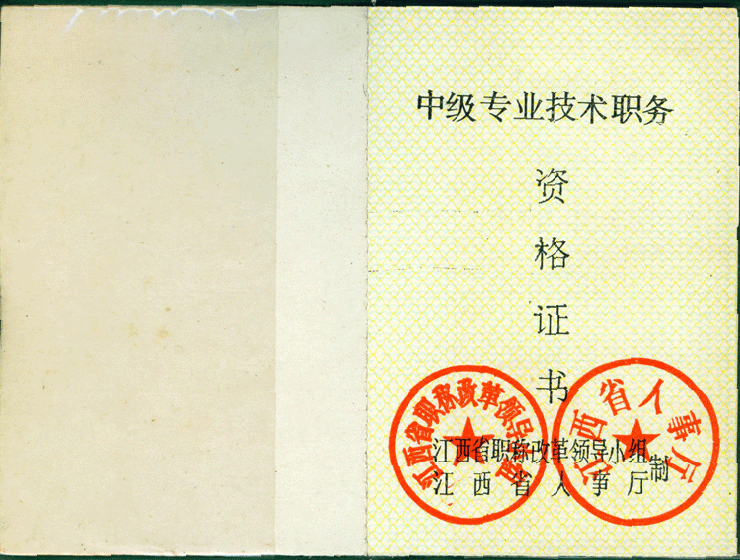 中级专业技术职务
资
格
证
书
江西省职称改革领导小组
江西省人事厅
制
江西省职称改革领导小组
江西省人事厅